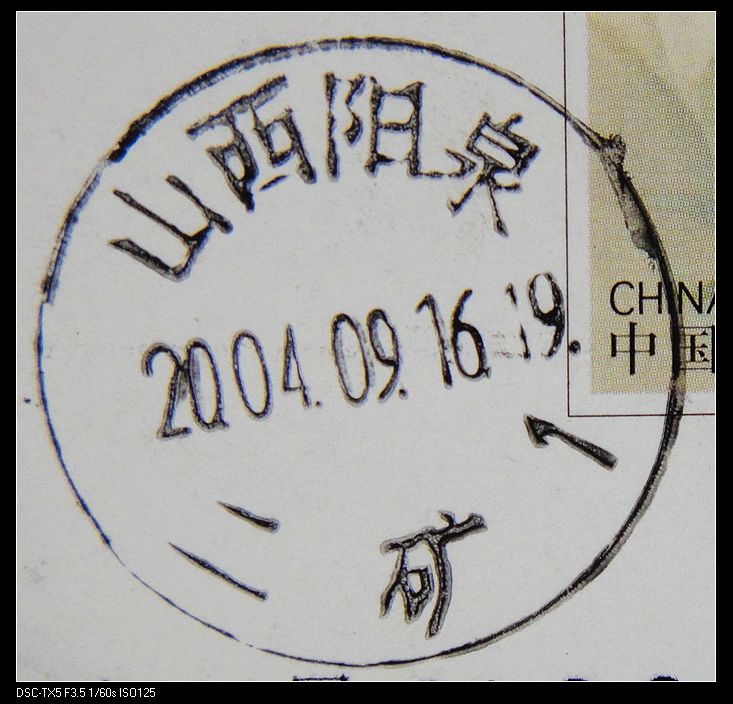 山西阳泉
2004.09.16.19.
二矿 1
CHINA
中国
DSC-TX5 F3.5 1/60s ISO125